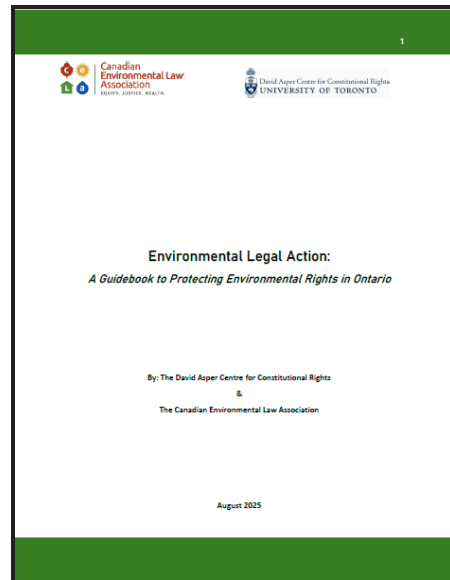 1
Canadian
Environmental Law
Association
EQUITY. JUSTICE. HEALTH.
David Asper Centre for Constitutional Rights
UNIVERSITY OF TORONTO
Environmental Legal Action:
A Guidebook to Protecting Environmental Rights in Ontario
By: The David Asper Centre for Constitutional Rights
&
The Canadian Environmental Law Association
August 2025